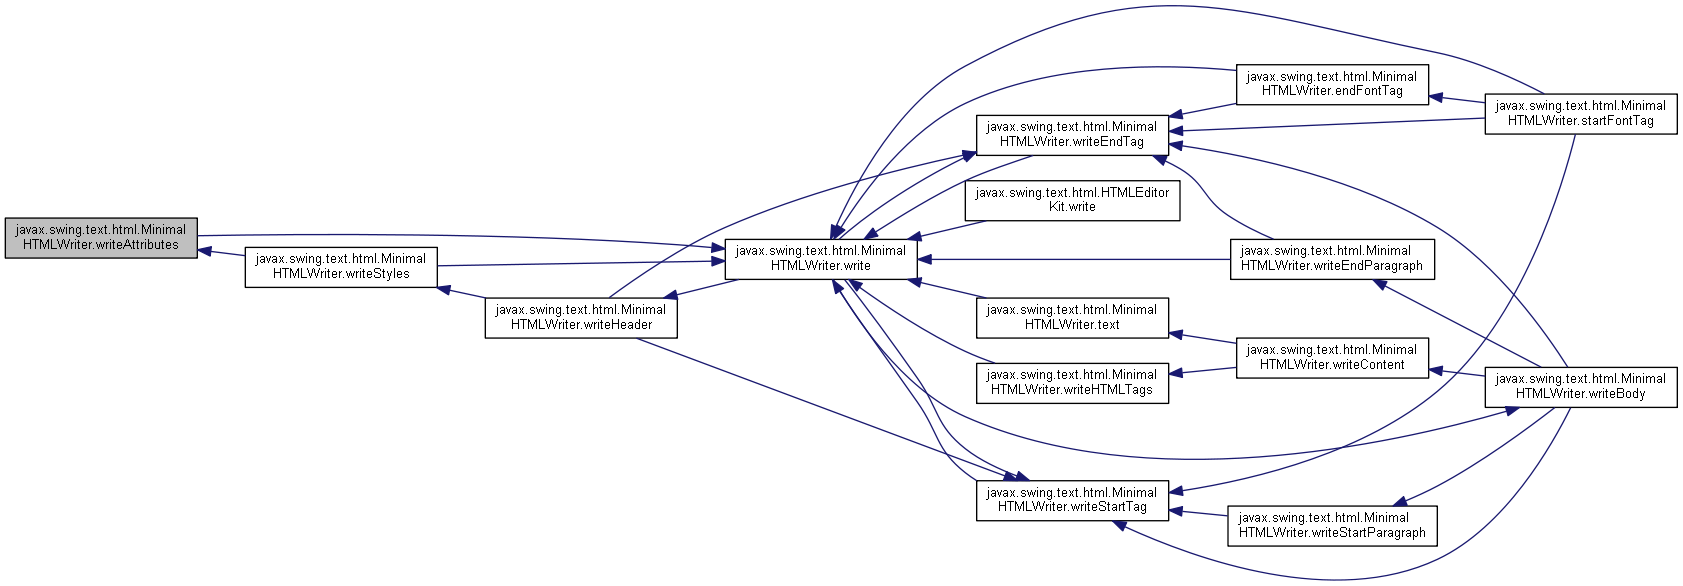 javax.swing.text.html.Minimal
HTMLWriter.writeAttributes
javax.swing.text.html.Minimal
HTMLWriter.writeStyles
javax.swing.text.html.Minimal
HTMLWriter.writeHeader
javax.swing.text.html.Minimal
HTMLWriter.write
javax.swing.text.html.Minimal
HTMLWriter.writeEndTag
javax.swing.text.html.HTMLEditor
Kit.write
javax.swing.text.html.Minimal
HTMLWriter.text
javax.swing.text.html.Minimal
HTMLWriter.writeHTMLTags
javax.swing.text.html.Minimal
HTMLWriter.writeStartTag
javax.swing.text.html.Minimal
HTMLWriter.endFontTag
javax.swing.text.html.Minimal
HTMLWriter.writeEndParagraph
javax.swing.text.html.Minimal
HTMLWriter.writeContent
javax.swing.text.html.Minimal
HTMLWriter.writeStartParagraph
javax.swing.text.html.Minimal
HTMLWriter.startFontTag
javax.swing.text.html.Minimal
HTMLWriter.writeBody